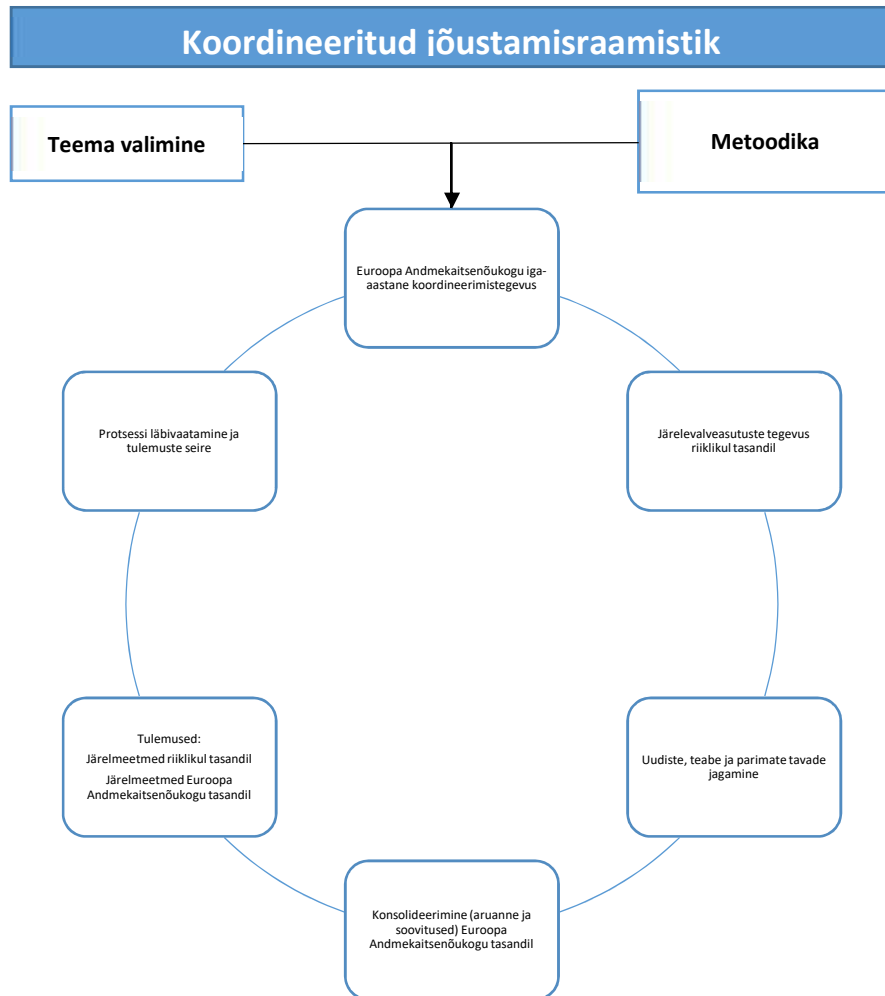 Koordineeritud jõustamisraamistik
Teema valimine
Metoodika
Euroopa Andmekaitsenõukogu iga-
aastane koordineerimistegevus
Protsessi läbivaatamine ja
tulemuste seire
Järelevalveasutuste tegevus
riiklikul tasandil
Tulemused:
Järelmeetmed riiklikul tasandil
Järelmeetmed Euroopa
Andmekaitsenõukogu tasandil
Uudiste, teabe ja parimate tavade
jagamine
Konsolideerimine (aruanne ja
soovitused) Euroopa
Andmekaitsenõukogu tasandil